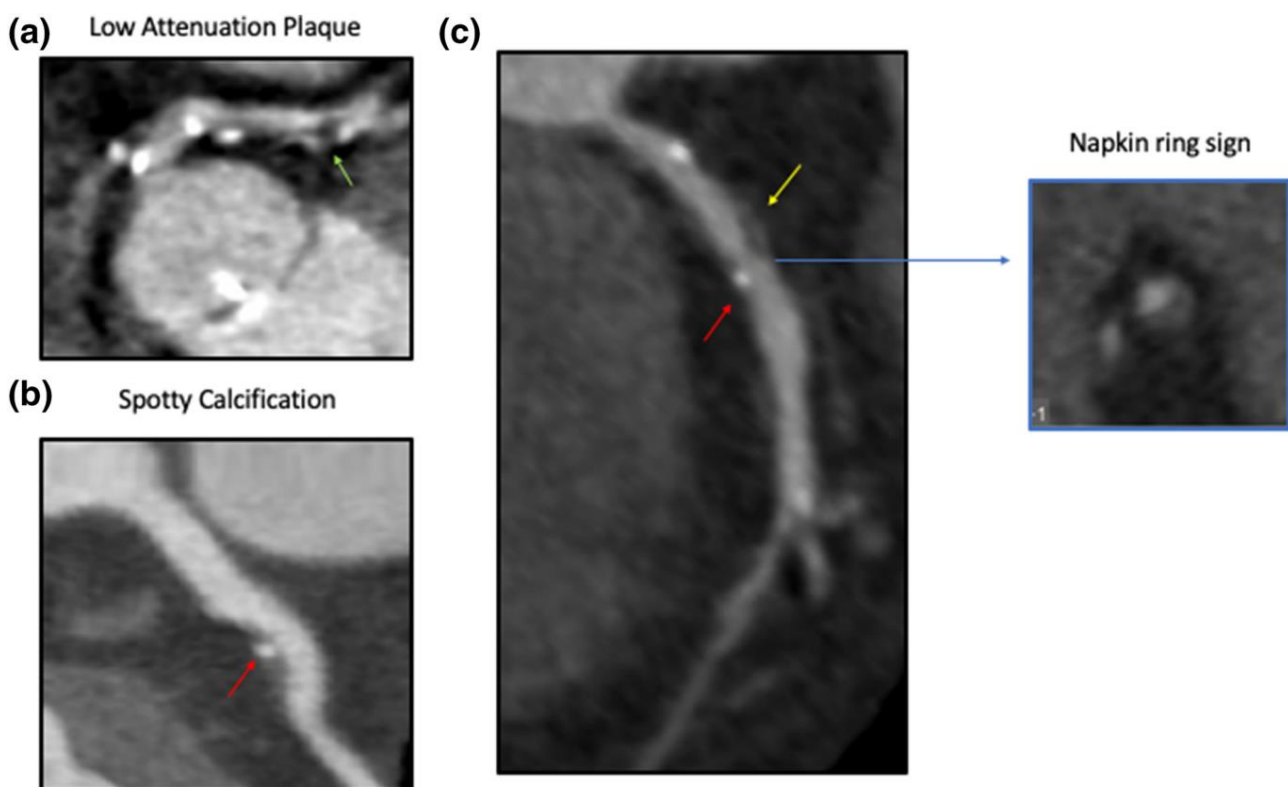 (a)
Low Attenuation Plaque
(b)
Spotty Calcification
(c)
Napkin ring sign
-1